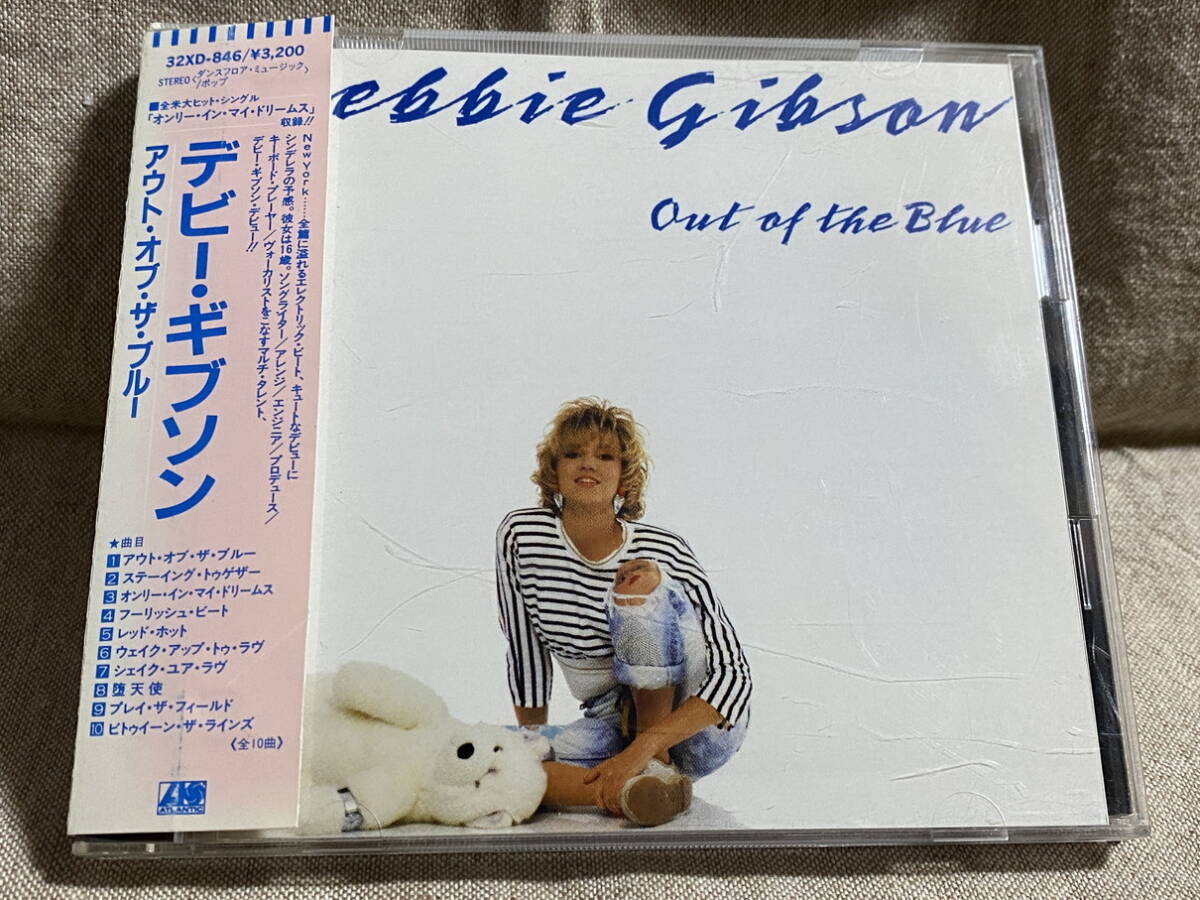 32XD-846/¥3,200
STEREO〈ダンスフロア・ミュージック/ポップ〉
■全米大ヒット・シングル
「オンリー・イン・マイ・ドリームス」
収録!!
デビー・ギブソン
アウト・オブ・ザ・ブルー
New York……全篇に溢れるエレクトリック・ビート、キュートなデビューに
シンデレラの予感。彼女は16歳。ソングライター/アレンジ/エンジニア/プロデュース/
キーボード・プレーヤー/ヴォーカリストをこなすマルチ・タレント、
デビー・ギブソン・デビュー!!
★曲目
1 アウト・オブ・ザ・ブルー
2 ステーイング・トゥゲザー
3 オンリー・イン・マイ・ドリームス
4 フーリッシュ・ビート
5 レッド・ホット
6 ウェイク・アップ・トゥ・ラヴ
7 シェイク・ユア・ラヴ
8 堕天使
9 プレイ・ザ・フィールド
10 ビトゥイーン・ザ・ラインズ
《全10曲》
ATLANTIC
ebbie Gibson
Out of the Blue